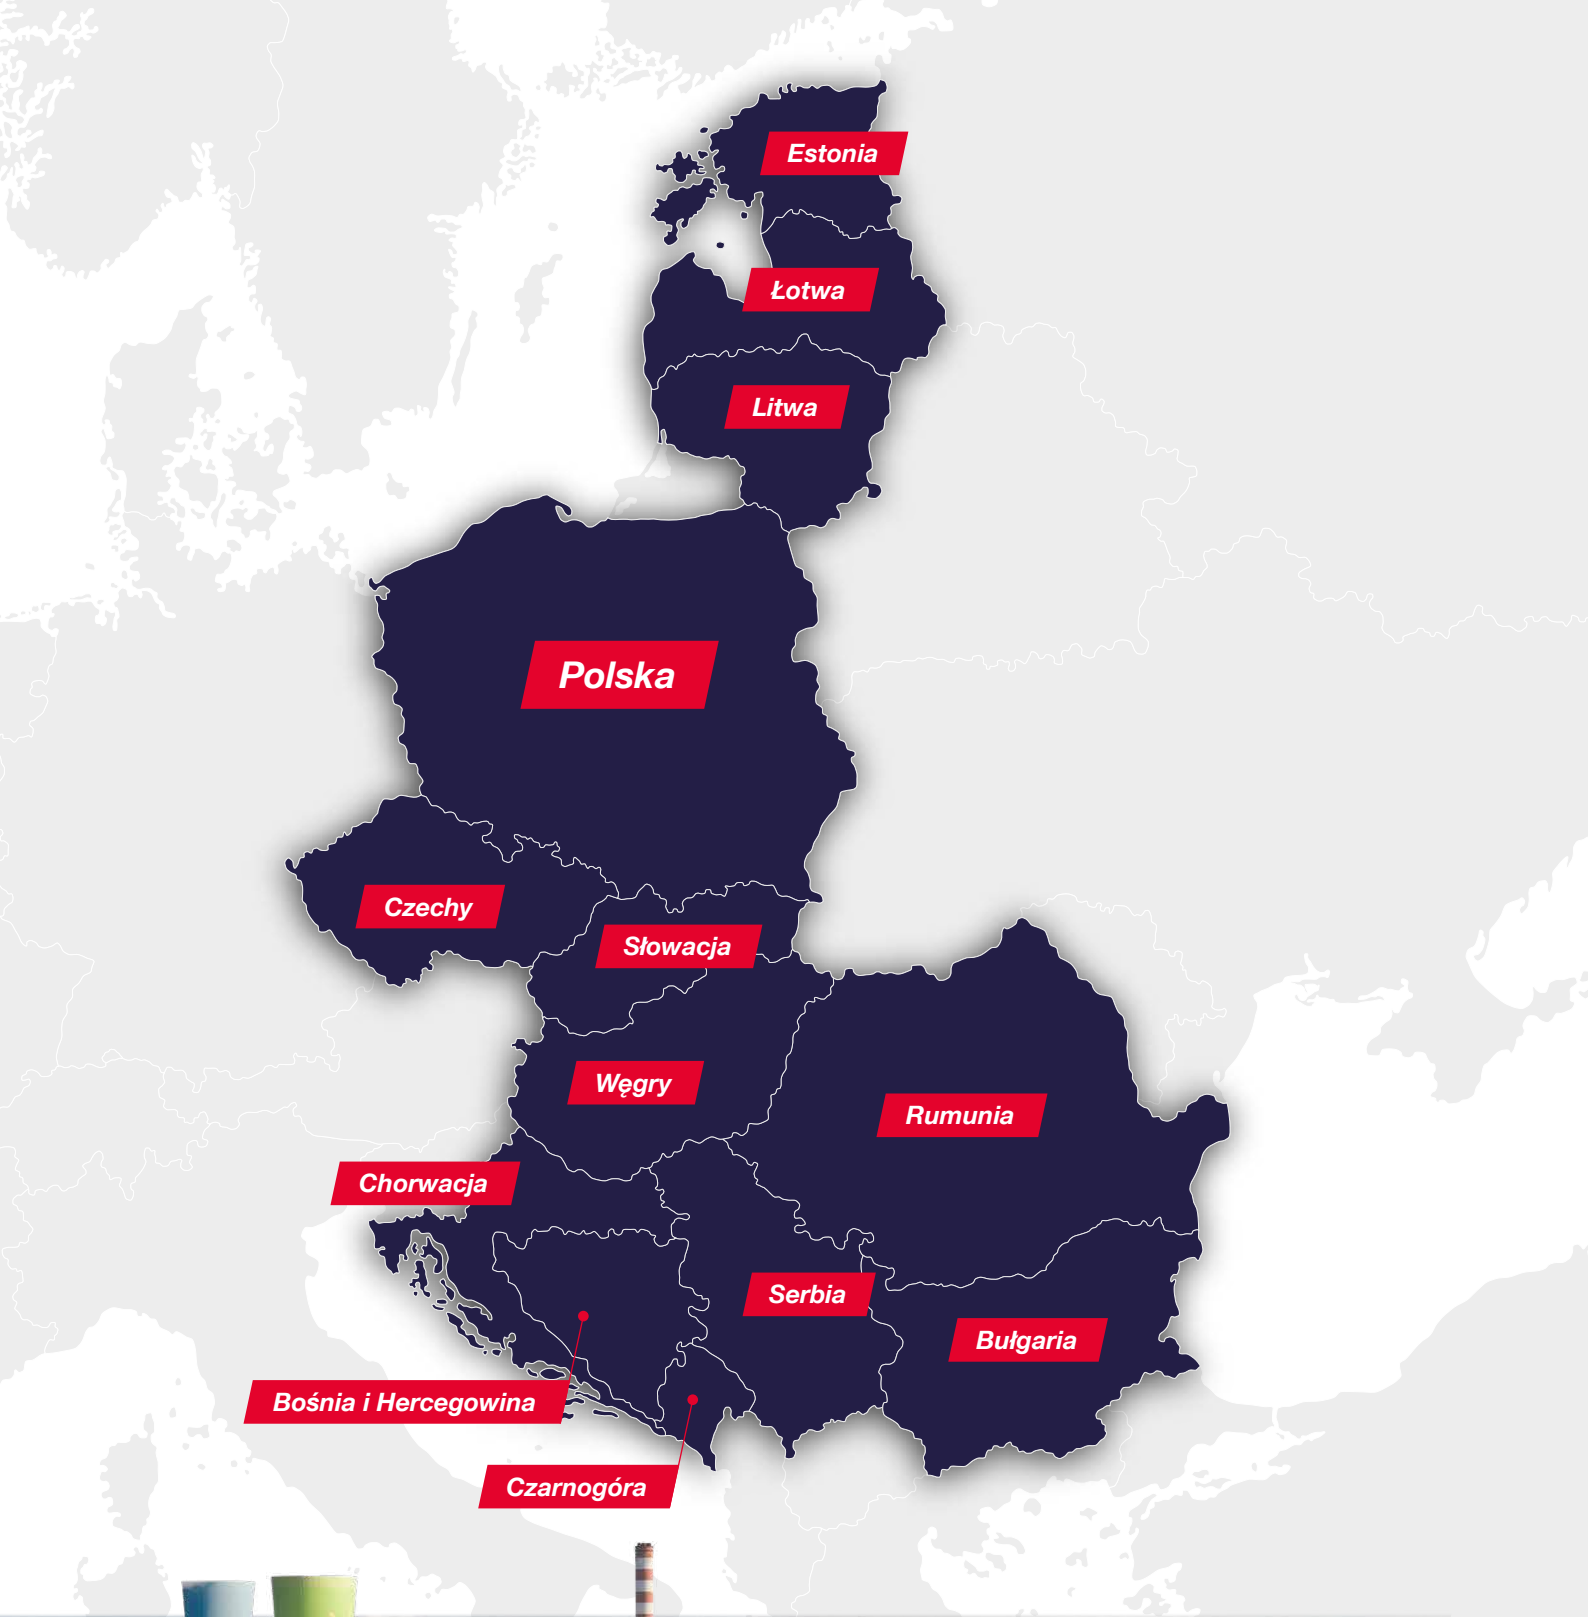 Estonia
Łotwa
Litwa
Polska
Czechy
Słowacja
Węgry
Rumunia
Chorwacja
Serbia
Bułgaria
Bośnia i Hercegowina
Czarnogóra